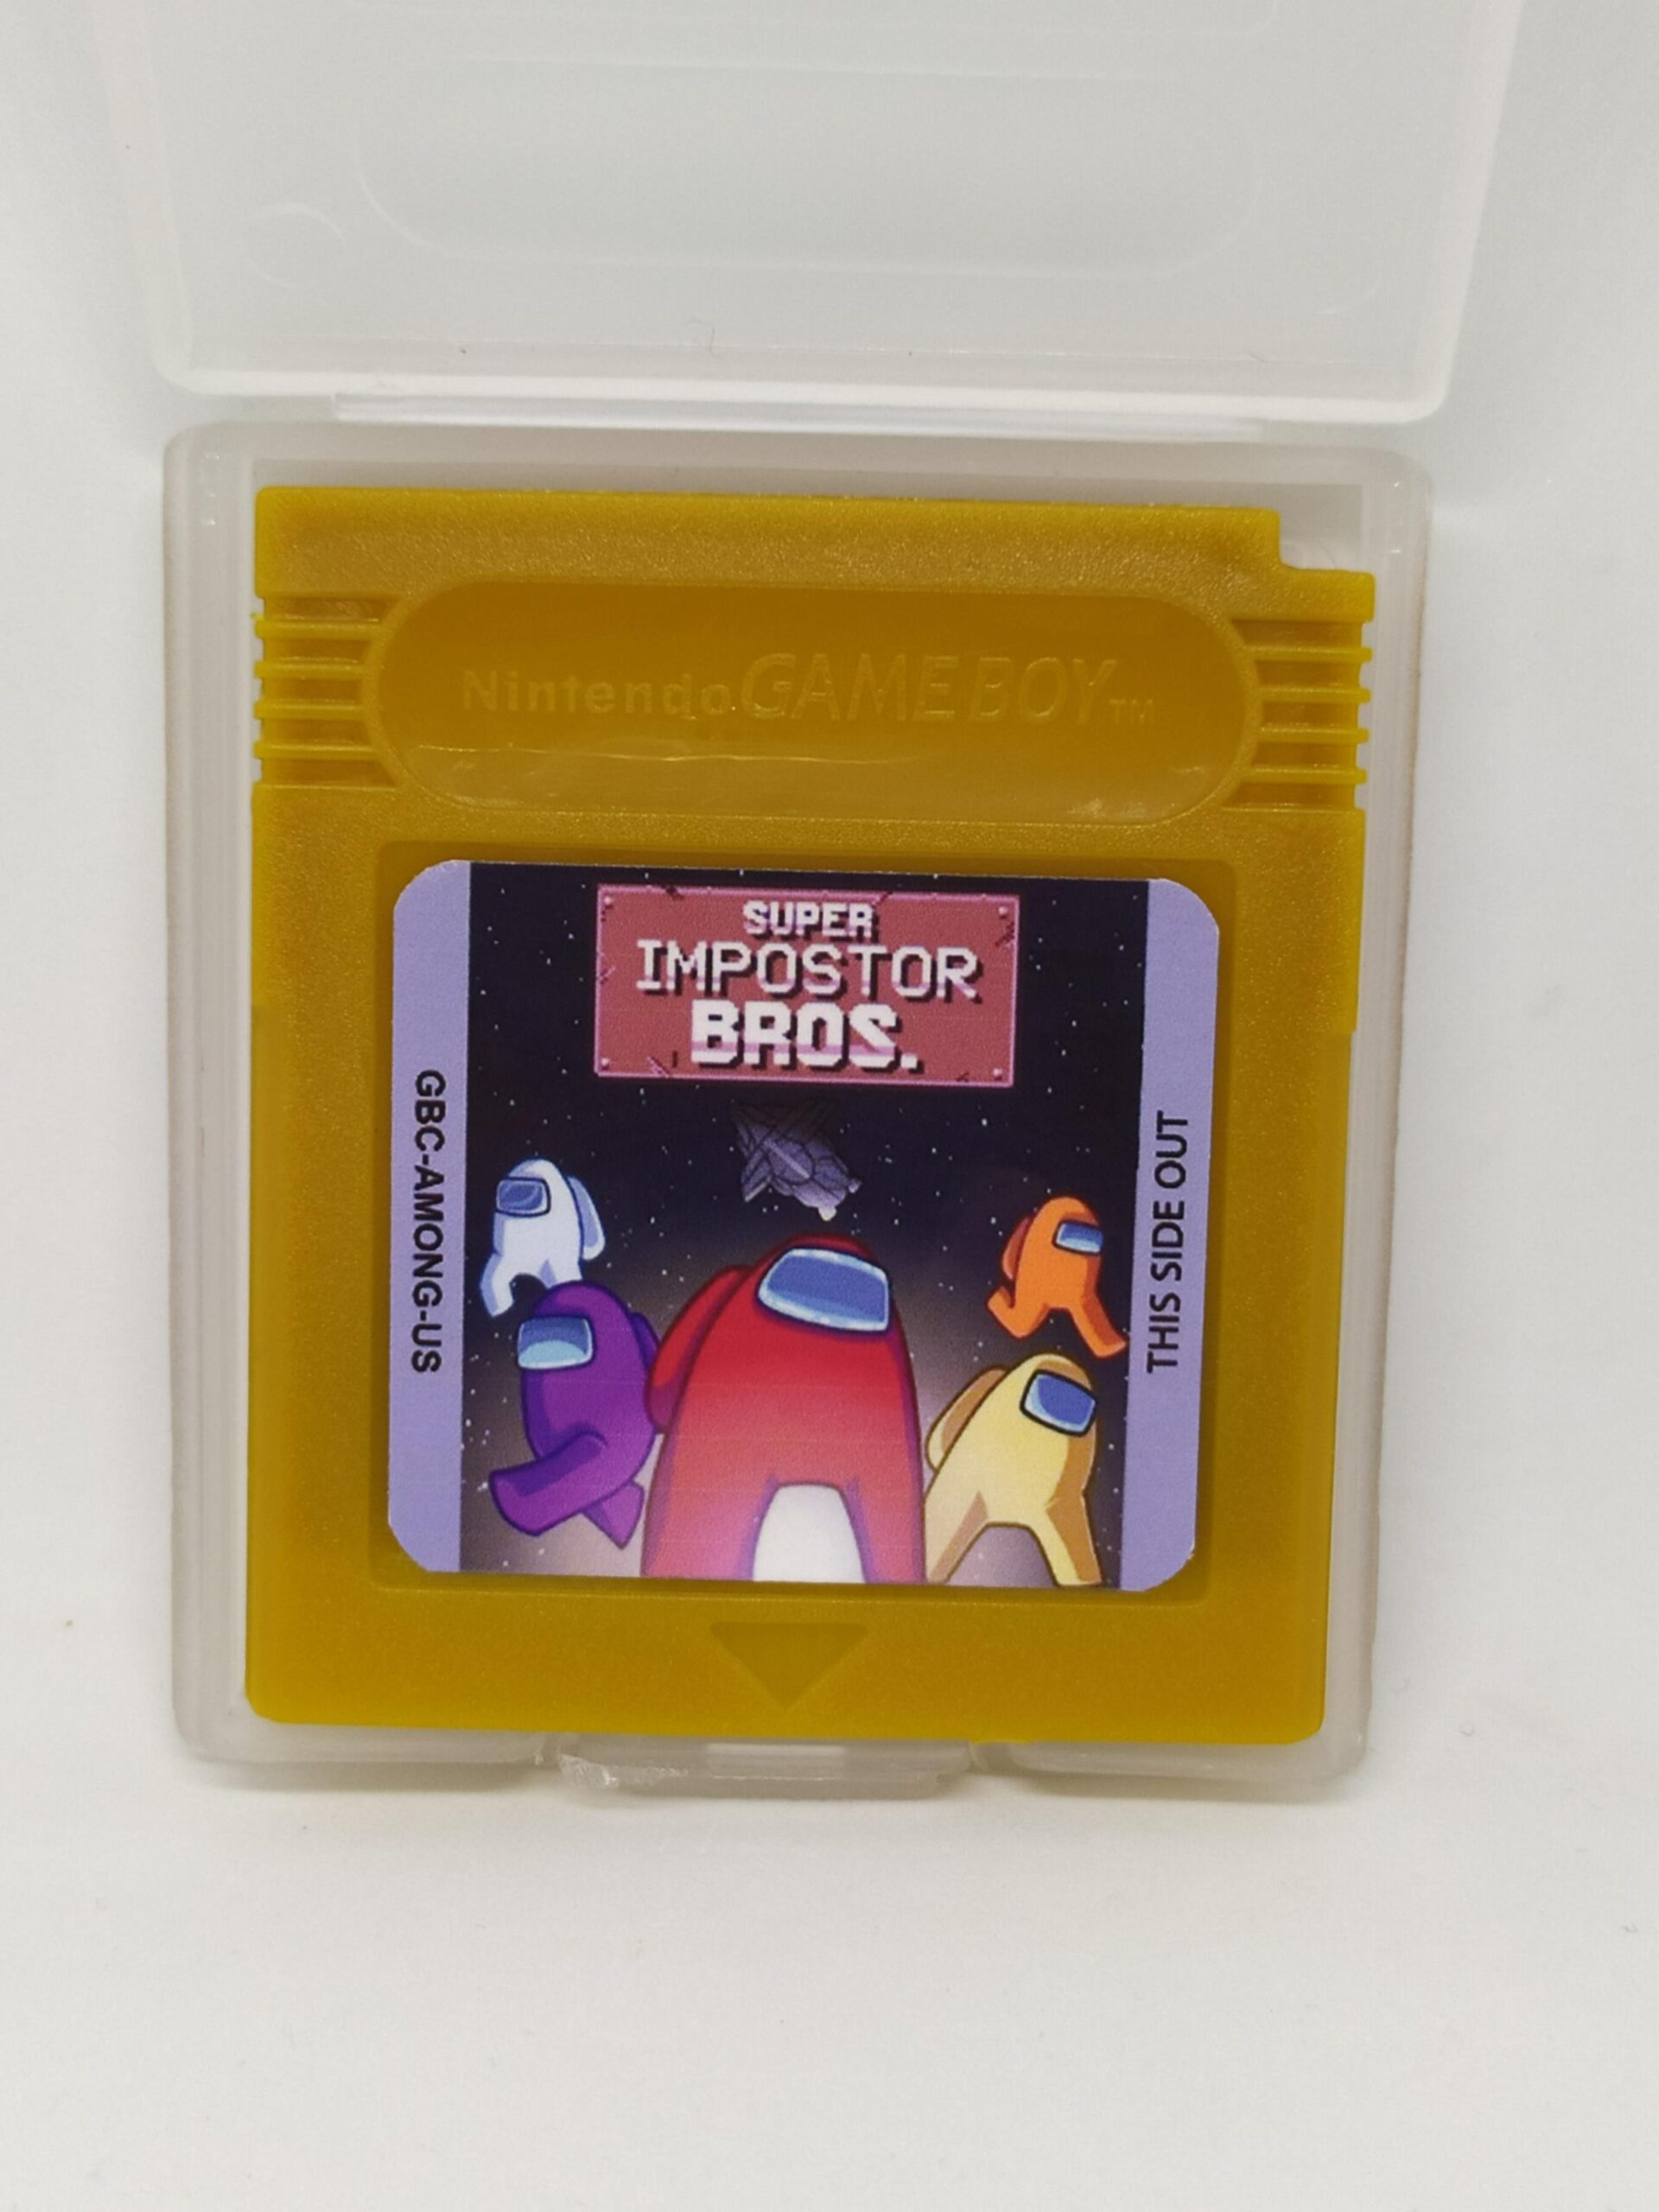 Nintendo GAME BOY TM
SUPER
IMPOSTOR
BROS.
GBC-AMONG-US
THIS SIDE OUT